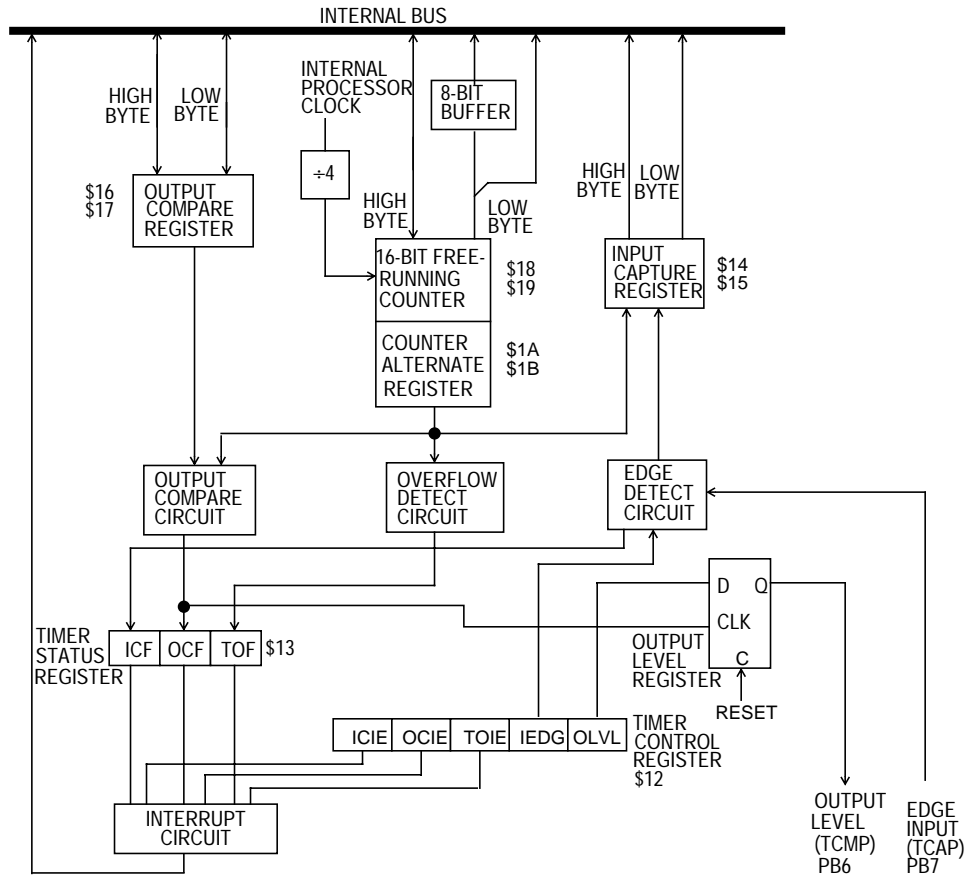 INTERNAL BUS
HIGH
BYTE
LOW
BYTE
INTERNAL
PROCESSOR
CLOCK
8-BIT
BUFFER
÷4
HIGH
BYTE
LOW
BYTE
HIGH
BYTE
LOW
BYTE
$16
$17
OUTPUT
COMPARE
REGISTER
16-BIT FREE-
RUNNING
COUNTER
$18
$19
INPUT
CAPTURE
REGISTER
$14
$15
COUNTER
ALTERNATE
REGISTER
$1A
$1B
OUTPUT
COMPARE
CIRCUIT
OVERFLOW
DETECT
CIRCUIT
EDGE
DETECT
CIRCUIT
D Q
CLK
C
OUTPUT
LEVEL
REGISTER
RESET
TIMER
STATUS
REGISTER
ICF OCF TOF $13
ICIE OCIE TOIE IEDG OLVL
TIMER
CONTROL
REGISTER
$12
INTERRUPT
CIRCUIT
OUTPUT
LEVEL
(TCMP)
PB6
EDGE
INPUT
(TCAP)
PB7